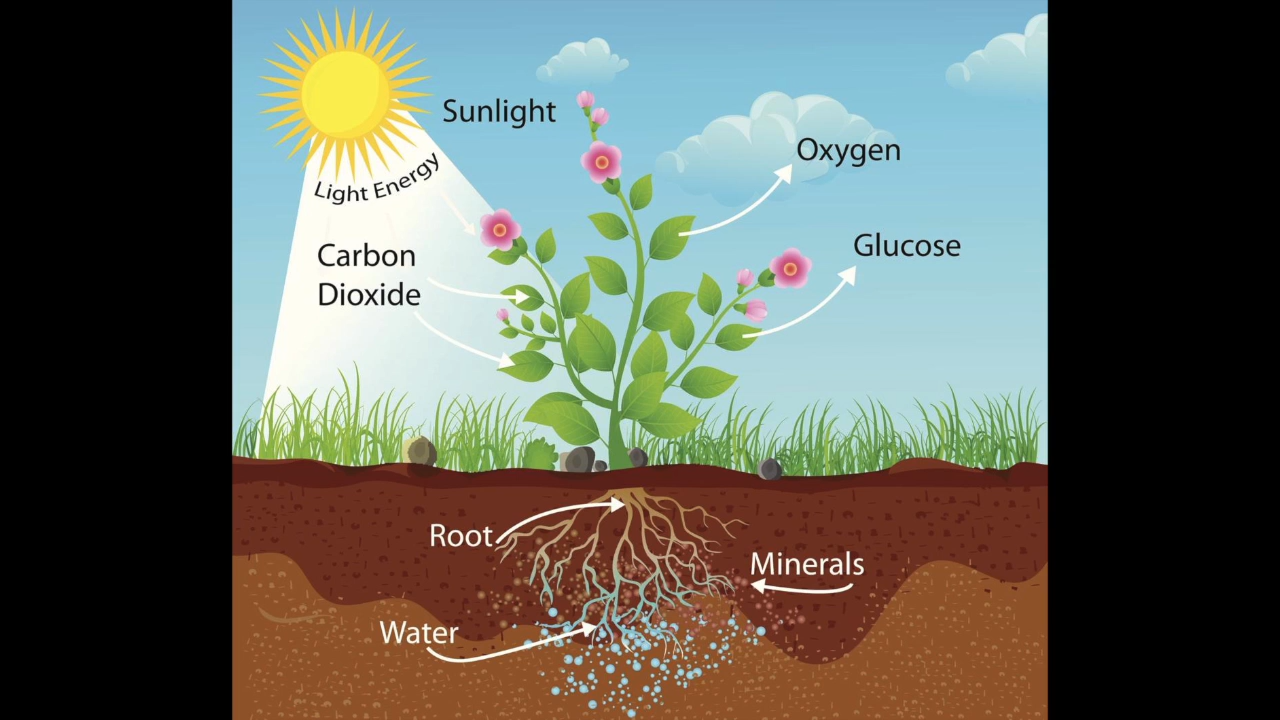 Sunlight
Light Energy
Oxygen
Carbon
Dioxide
Glucose
Root
Minerals
Water